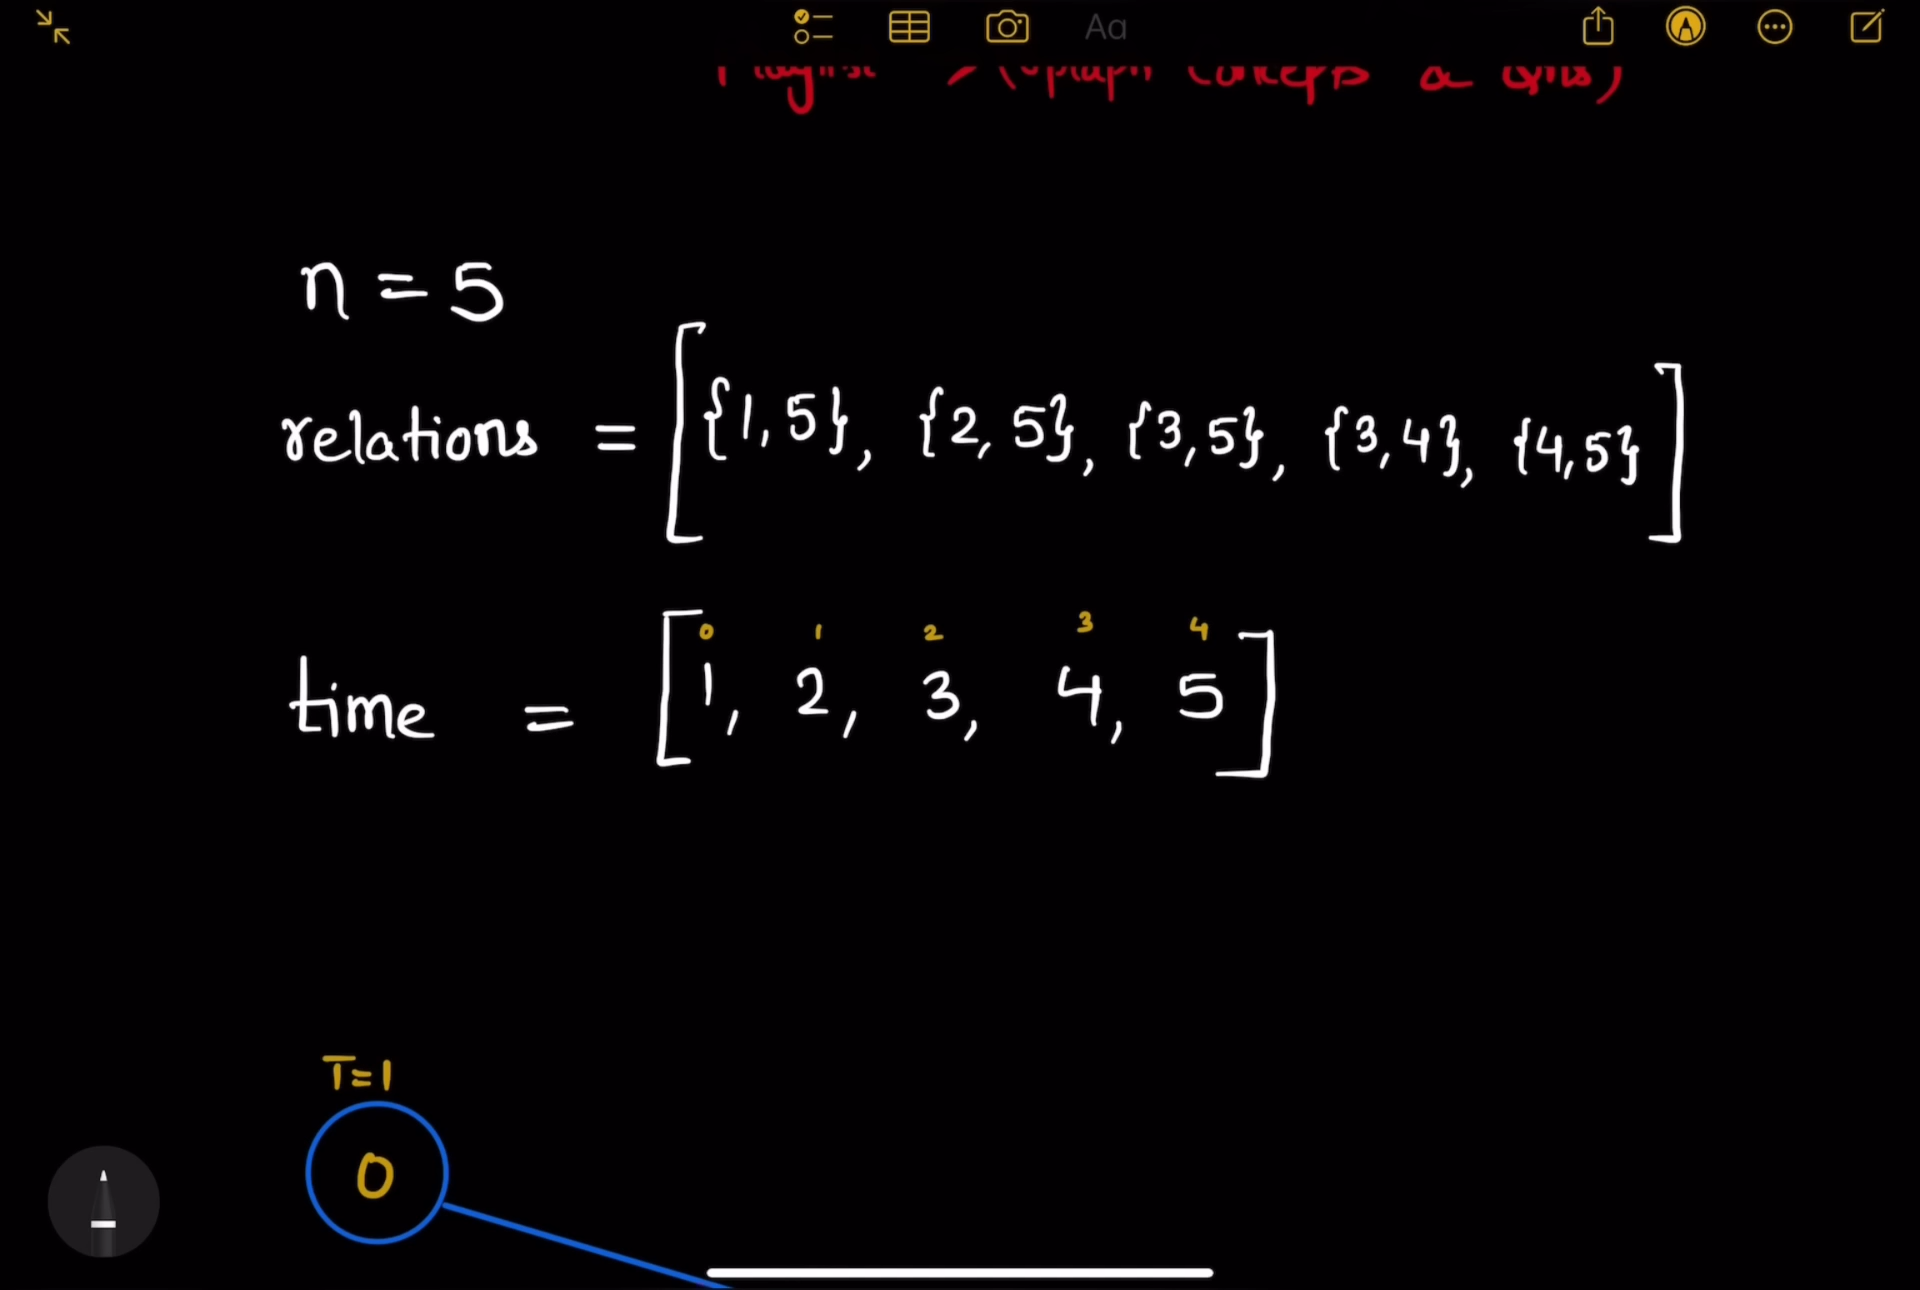 Aa
n = 5
relations = [{1,5}, {2,5}, {3,5}, {3,4}, {4,5}]
0 1 2 3 4
time = [1, 2, 3, 4, 5]
T=1
0